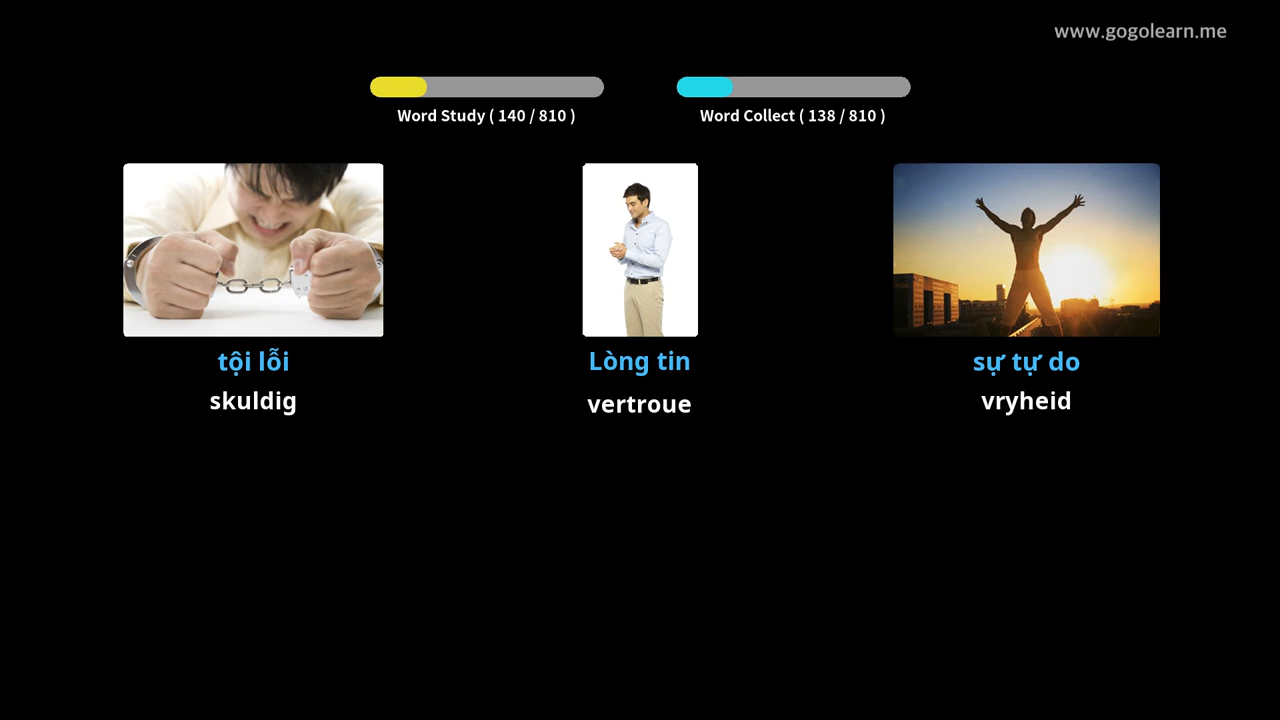 www.gogolearn.me
Word Study ( 140 / 810 )
Word Collect ( 138 / 810 )
tội lỗi
skuldig
Lòng tin
vertroue
sự tự do
vryheid